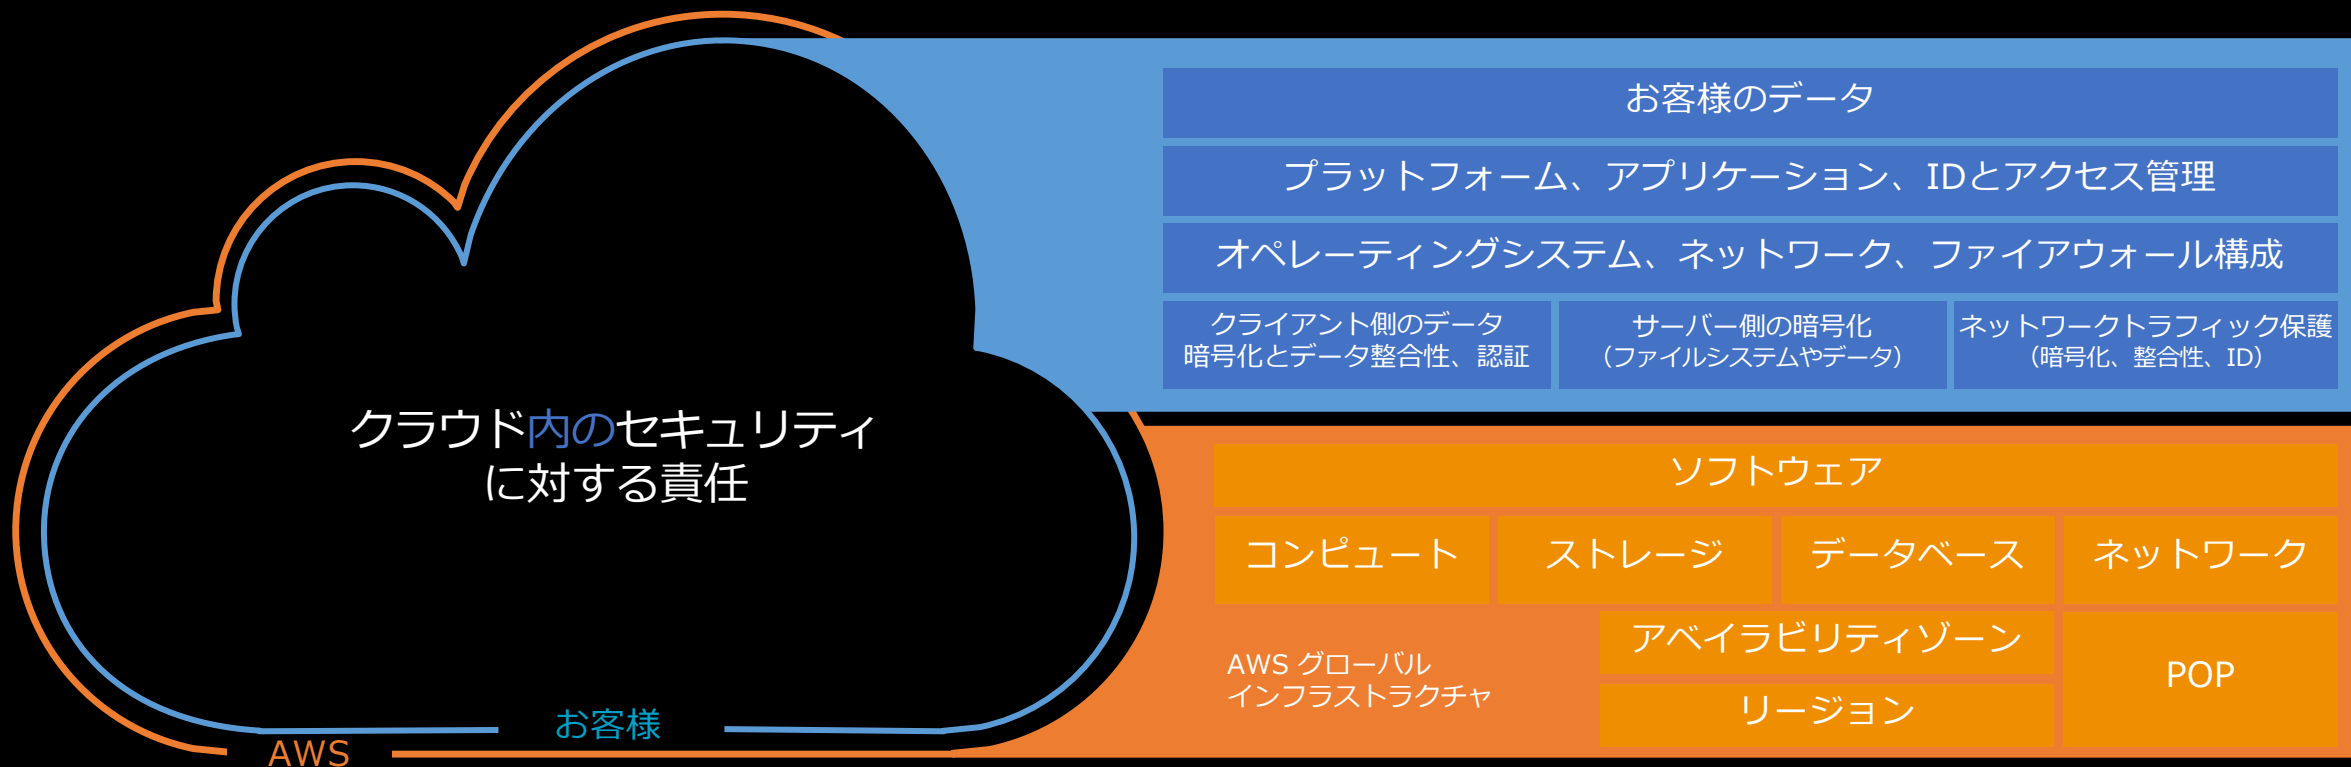 お客様のデータ
プラットフォーム、アプリケーション、IDとアクセス管理
オペレーティングシステム、ネットワーク、ファイアウォール構成
クライアント側のデータ
暗号化とデータ整合性、認証
サーバー側の暗号化
（ファイルシステムやデータ）
ネットワークトラフィック保護
（暗号化、整合性、ID）
クラウド内のセキュリティ
に対する責任
ソフトウェア
コンピュート
ストレージ
データベース
ネットワーク
AWS グローバル
インフラストラクチャ
アベイラビリティゾーン
リージョン
POP
お客様
AWS